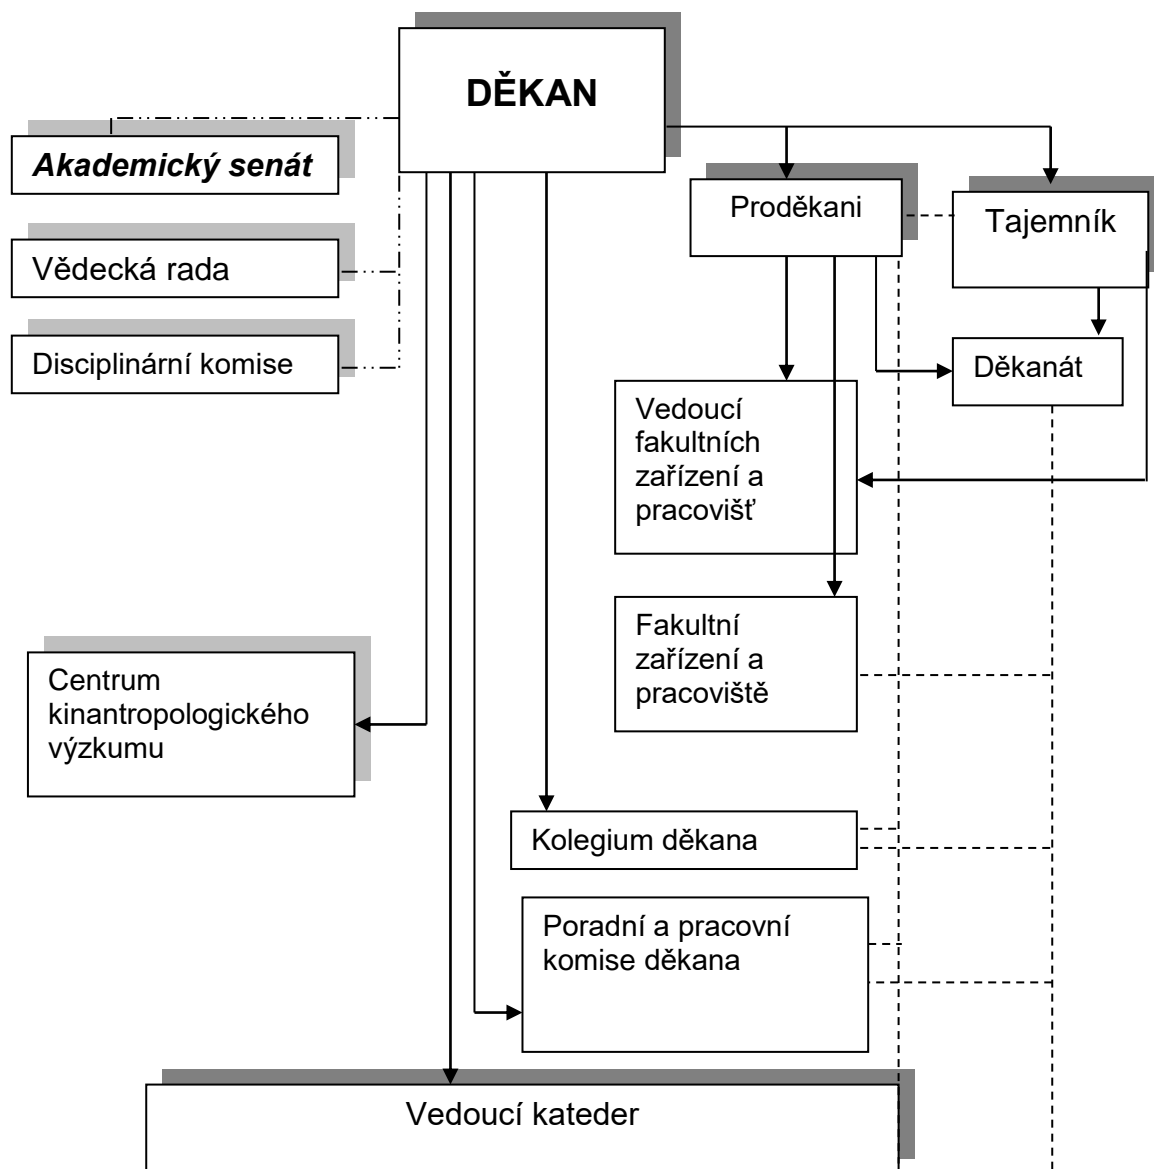 DĚKAN
Akademický senát
Proděkani
Tajemník
Vědecká rada
Disciplinární komise
Děkanát
Vedoucí
fakultních
zařízení a
pracovišť
Fakultní
zařízení a
pracoviště
Centrum
kinantropologického
výzkumu
Kolegium děkana
Poradní a pracovní
komise děkana
Vedoucí kateder